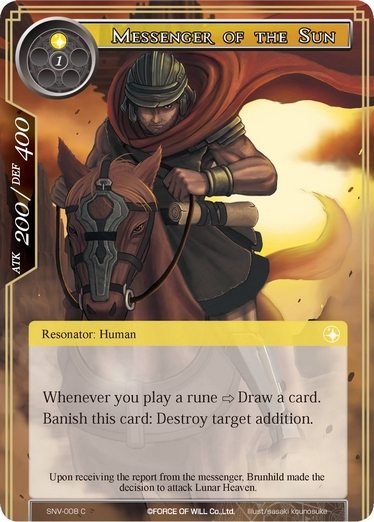 MESSENGER OF THE SUN
1
ATK 200/DEF 400
Resonator: Human
Whenever you play a rune ⇨ Draw a card.
Banish this card: Destroy target addition.
Upon receiving the report from the messenger, Brunhild made the
decision to attack Lunar Heaven.
SNV-008 C
©FORCE OF WILL Co.,Ltd. Illust/sasaki kounosuke